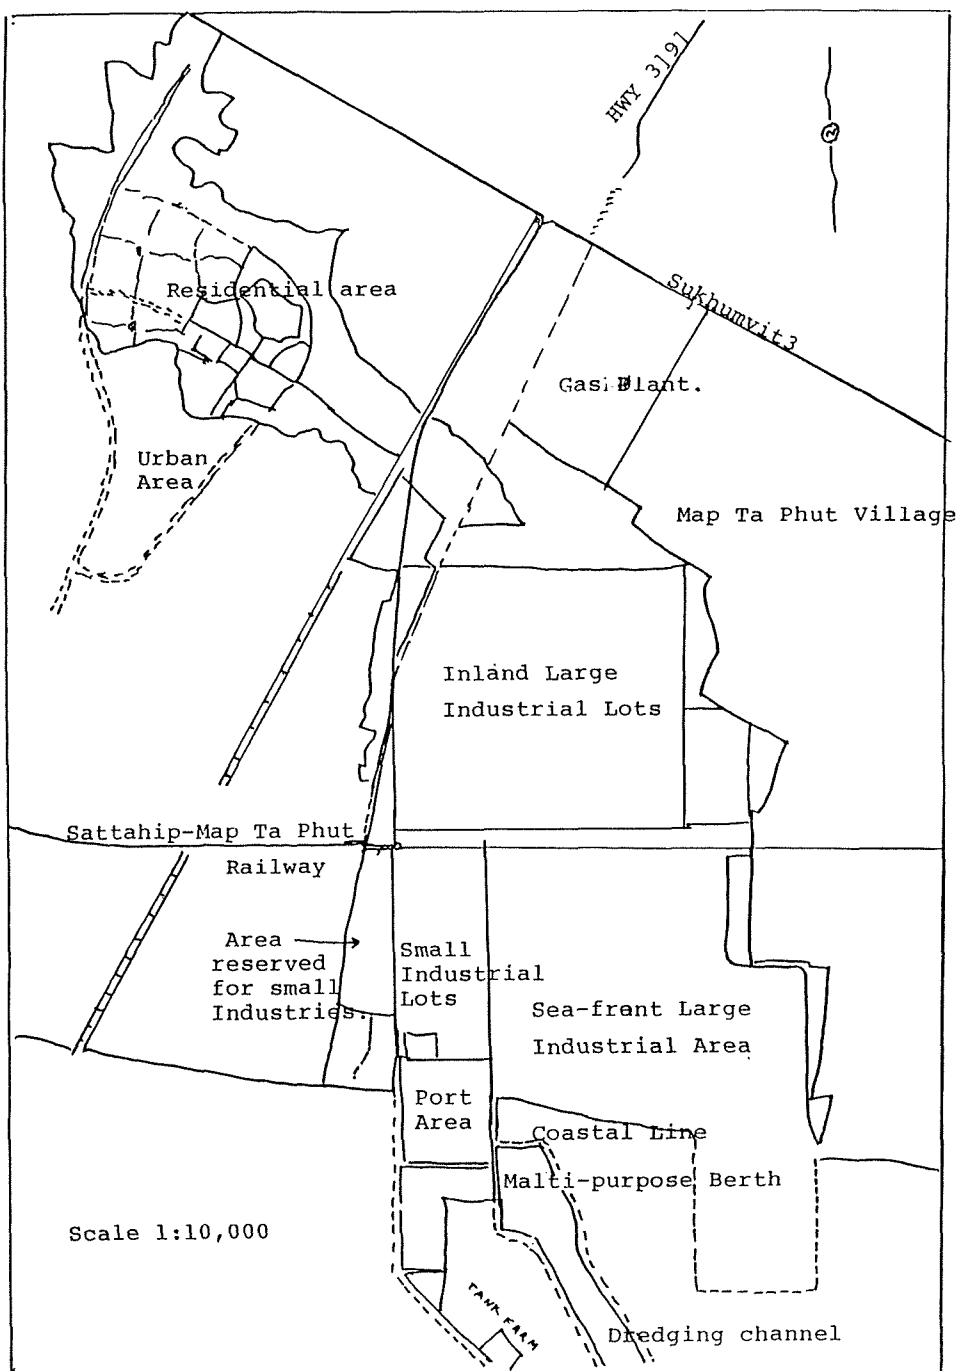 HWY 3191
②
Sukhumvit3
Residential area
Gas Plant.
Urban
Area
Map Ta Phut Village
Inland Large
Industrial Lots
Sattahip-Map Ta Phut
Railway
Area
reserved
for small
Industries.
Small
Industrial
Lots
Sea-front Large
Industrial Area
Port
Area
Coastal Line
Malti-purpose Berth
Scale 1:10,000
TANK FARM
Dredging channel